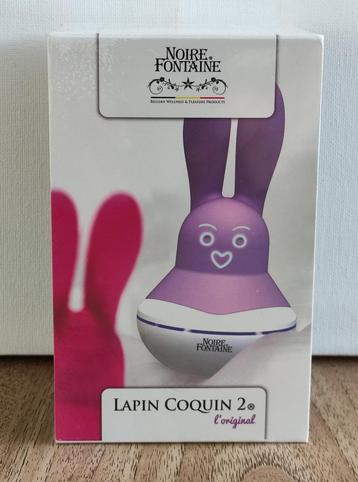 NOIRE®
FONTAINE
BELGIAN WELLNESS & PLEASURE PRODUCTS
NOIRE
FONTAINE
LAPIN COQUIN 2®
l'original